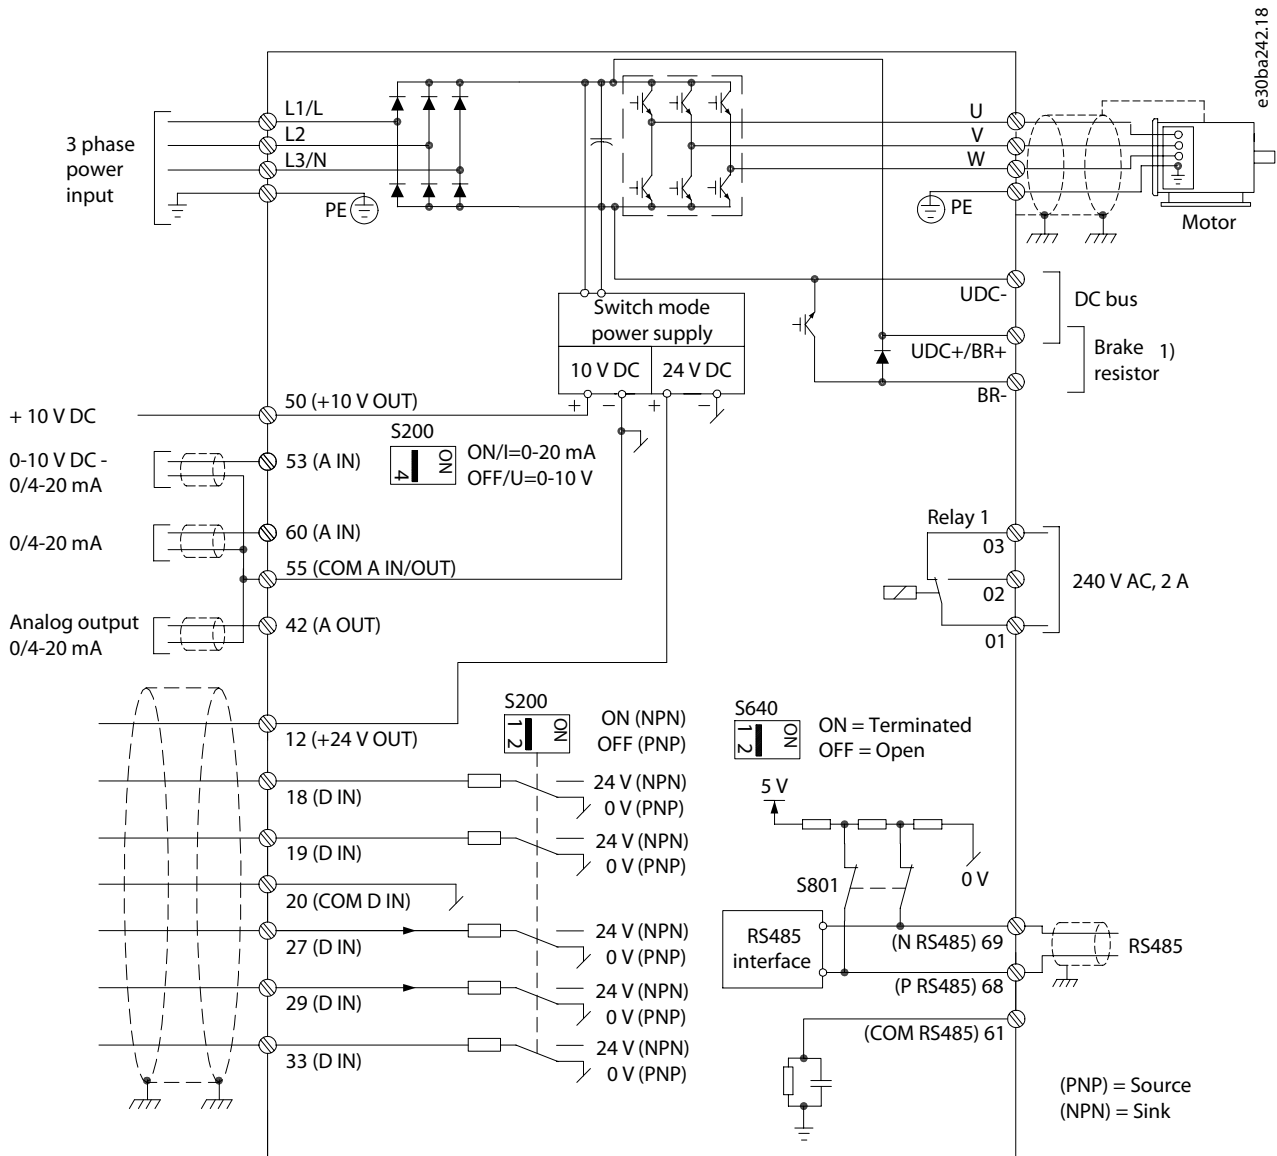 e30ba242.18
3 phase
power
input
L1/L
L2
L3/N
PE
U
V
W
PE
Motor
UDC-
DC bus
UDC+/BR+
Brake 1)
resistor
BR-
Switch mode
power supply
10 V DC
24 V DC
+ − + −
+ 10 V DC
50 (+10 V OUT)
S200
ON
4
ON/I=0-20 mA
OFF/U=0-10 V
0-10 V DC -
0/4-20 mA
53 (A IN)
0/4-20 mA
60 (A IN)
55 (COM A IN/OUT)
Analog output
0/4-20 mA
42 (A OUT)
Relay 1
03
02
01
240 V AC, 2 A
12 (+24 V OUT)
S200
1 2
ON
ON (NPN)
OFF (PNP)
S640
1 2
ON
ON = Terminated
OFF = Open
18 (D IN)
24 V (NPN)
0 V (PNP)
19 (D IN)
24 V (NPN)
0 V (PNP)
20 (COM D IN)
27 (D IN)
24 V (NPN)
0 V (PNP)
29 (D IN)
24 V (NPN)
0 V (PNP)
33 (D IN)
24 V (NPN)
0 V (PNP)
5 V
0 V
S801
RS485
interface
(N RS485) 69
RS485
(P RS485) 68
(COM RS485) 61
(PNP) = Source
(NPN) = Sink